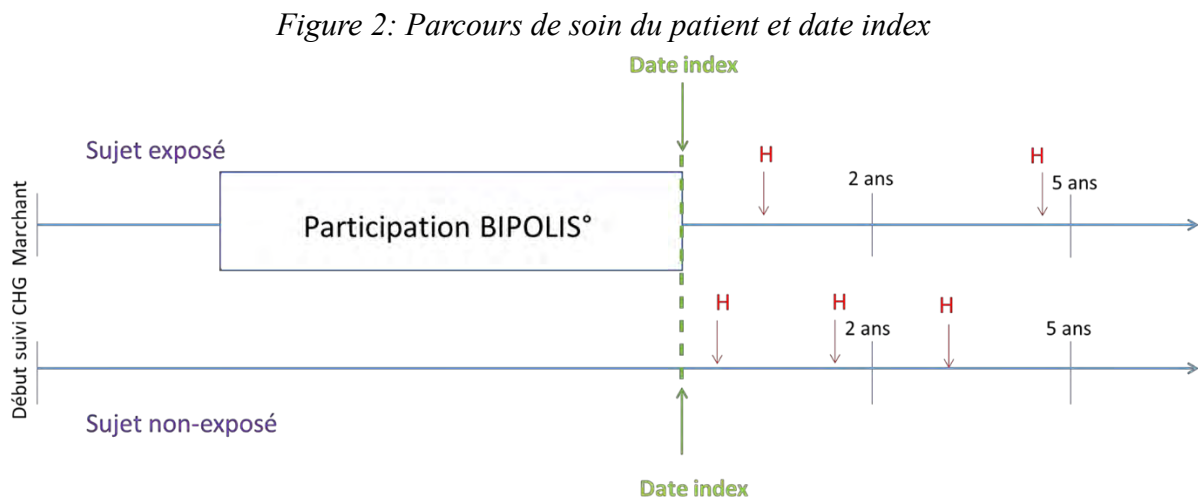 Figure 2: Parcours de soin du patient et date index
Date index
Sujet exposé
H
H
2 ans
5 ans
Participation BIPOLIS°
Début suivi CHG Marchant
H
H
H
2 ans
5 ans
Sujet non-exposé
Date index